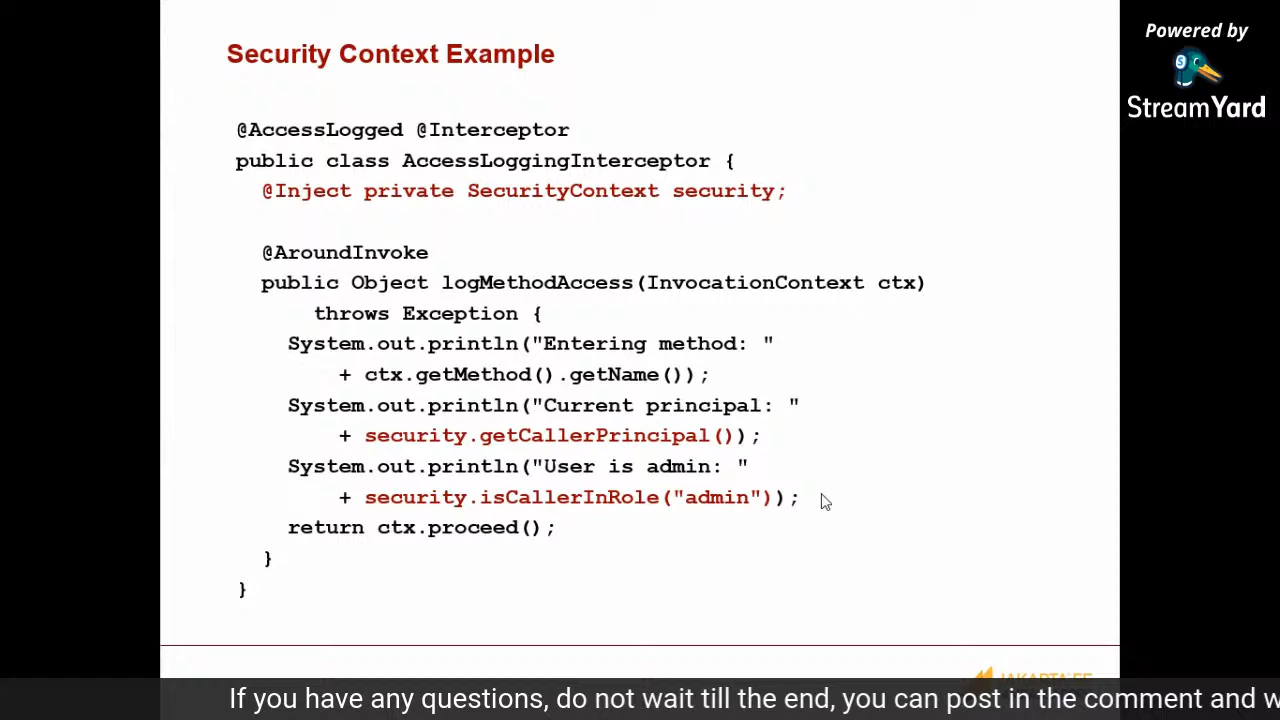 Security Context Example
Powered by
StreamYard
@AccessLogged @Interceptor
public class AccessLoggingInterceptor {
@Inject private SecurityContext security;
@AroundInvoke
public Object logMethodAccess(InvocationContext ctx)
throws Exception {
System.out.println("Entering method: "
+ ctx.getMethod().getName());
System.out.println("Current principal: "
+ security.getCallerPrincipal());
System.out.println("User is admin: "
+ security.isCallerInRole("admin"));
return ctx.proceed();
}
}
JAKARTA EE
If you have any questions, do not wait till the end, you can post in the comment and w